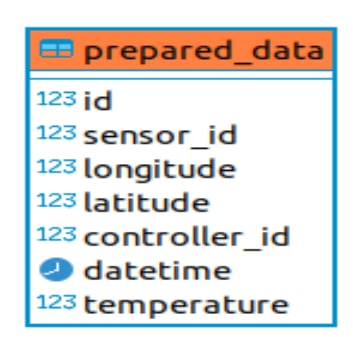 prepared_data
123 id
123 sensor_id
123 longitude
123 latitude
123 controller_id
datetime
123 temperature